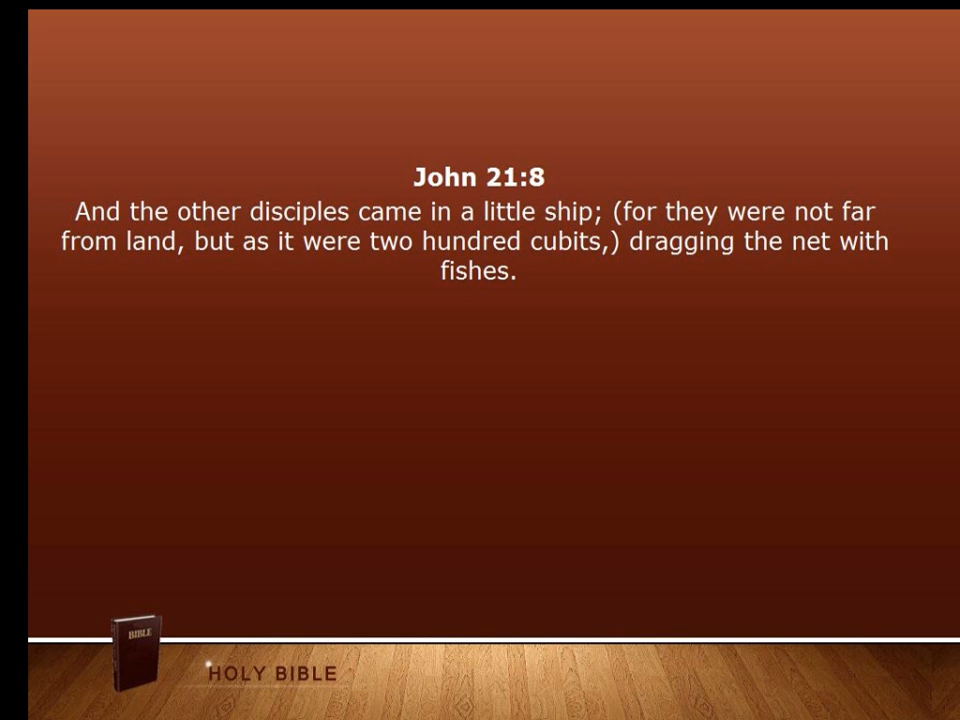 John 21:8
And the other disciples came in a little ship; (for they were not far
from land, but as it were two hundred cubits,) dragging the net with
fishes.
BIBLE
HOLY BIBLE